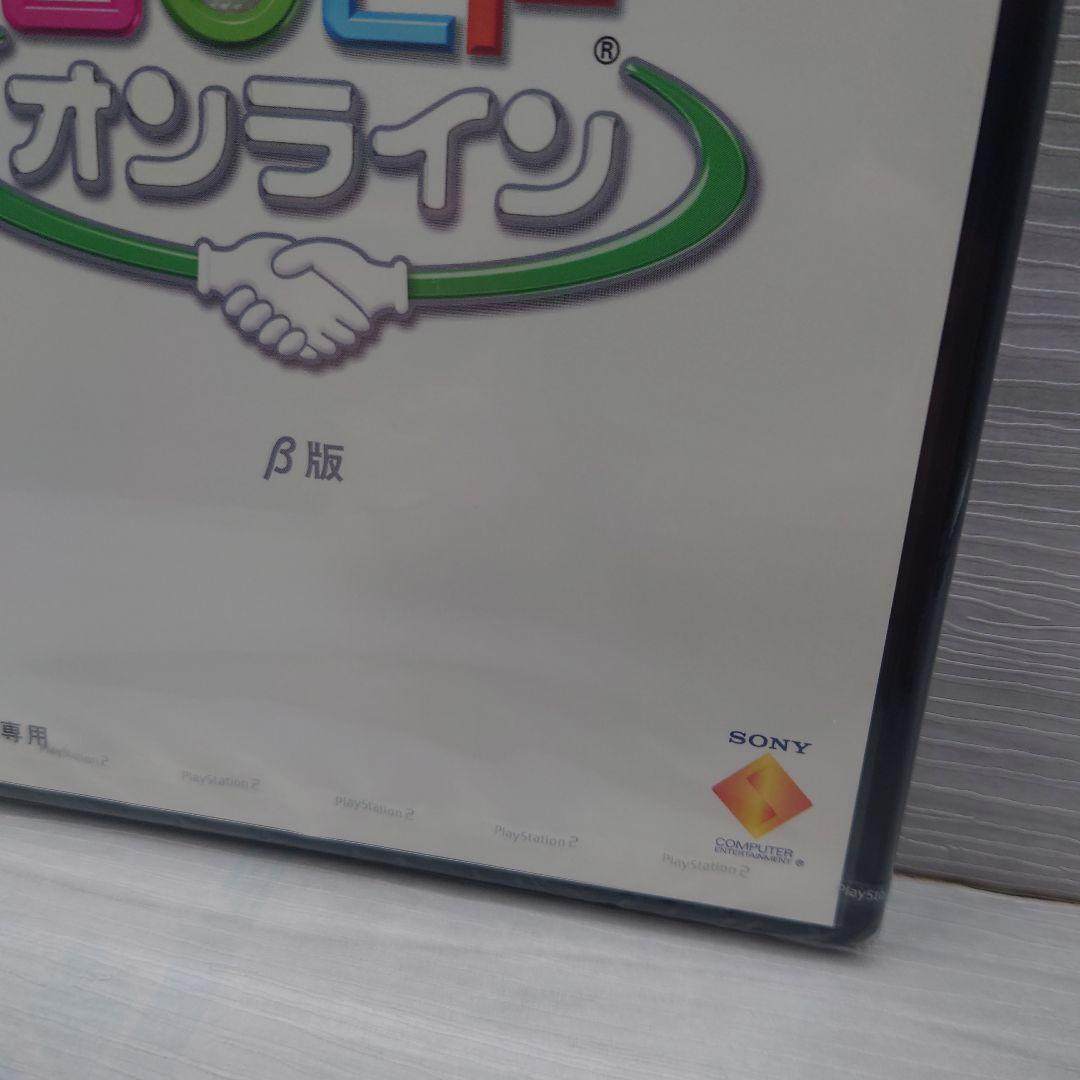 ®
オンライン
β版
専用
SONY
COMPUTER
ENTERTAINMENT®
PlayStation 2
PlayStation 2
PlayStation 2
PlayStation 2
PlayStation 2